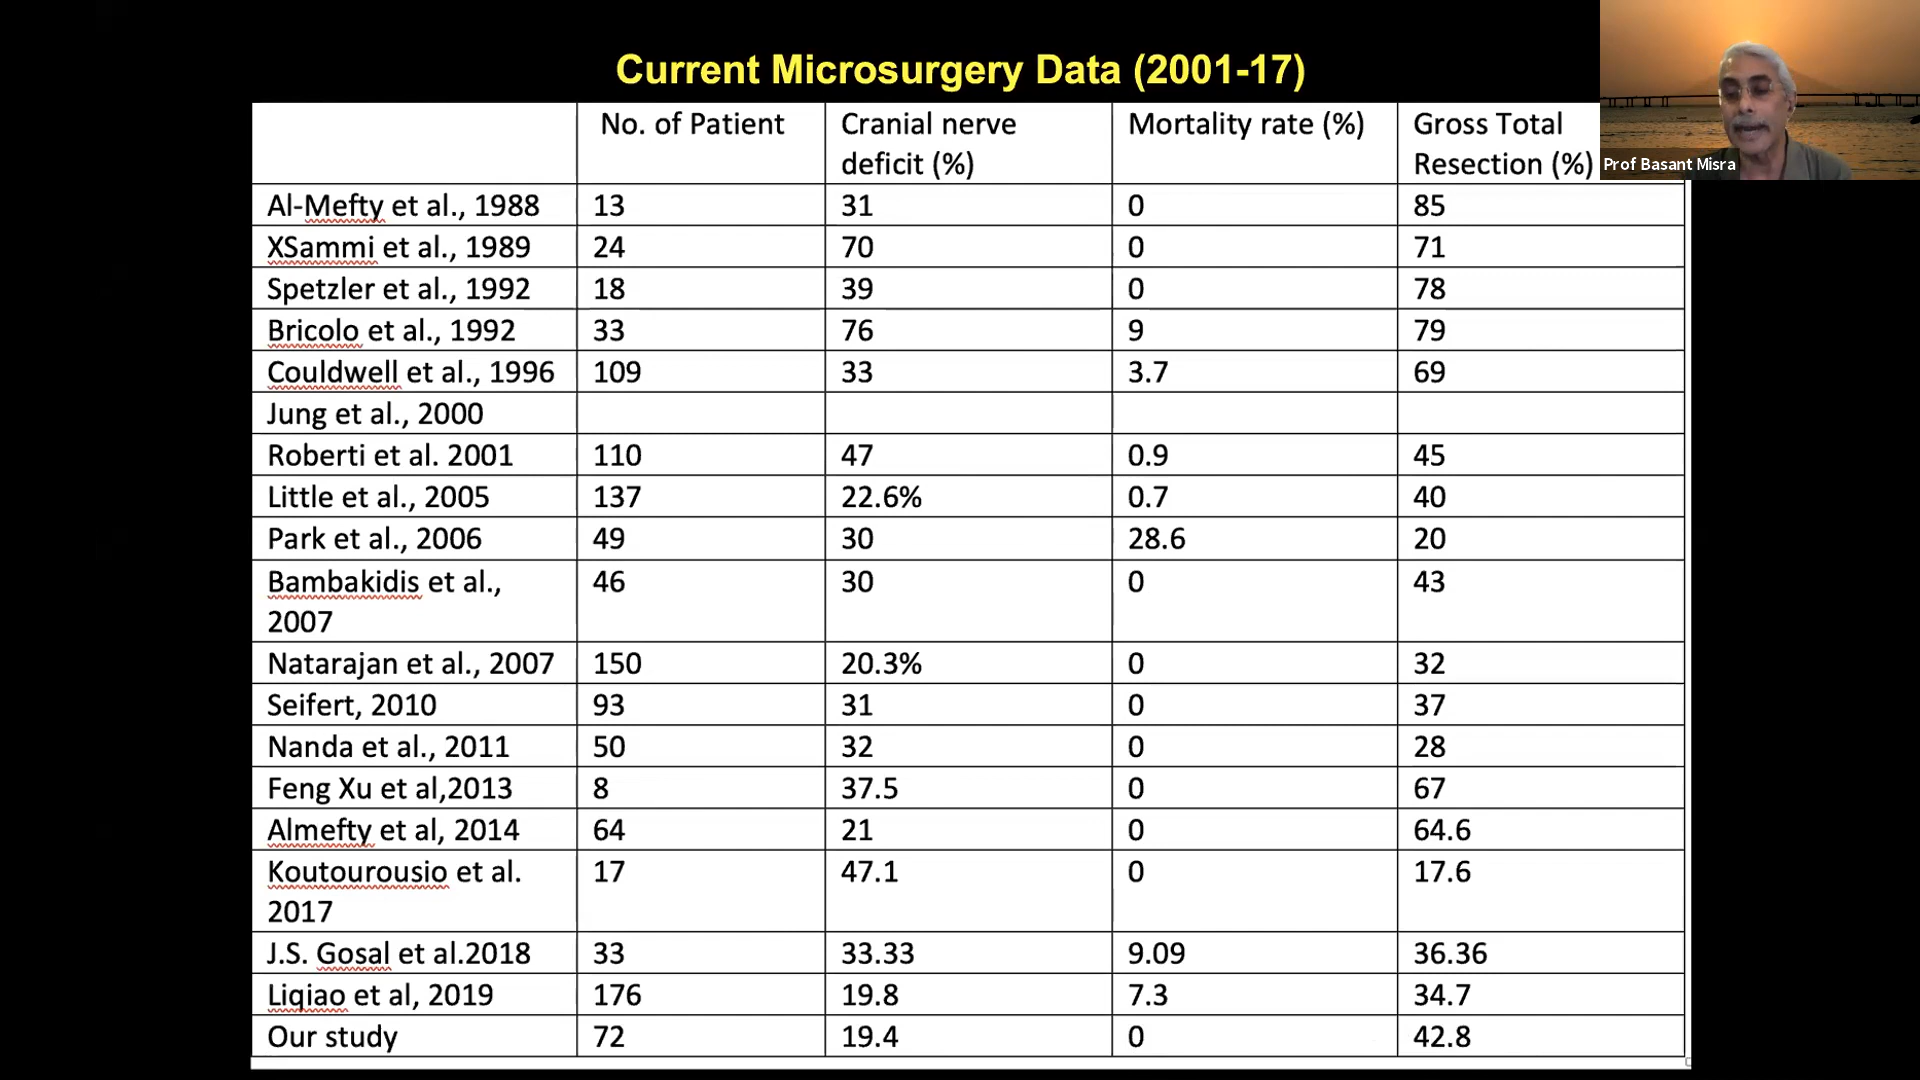 Current Microsurgery Data (2001-17)
No. of Patient Cranial nerve deficit (%) Mortality rate (%) Gross Total Resection (%)
Prof Basant Misra
Al-Mefty et al., 1988 13 31 0 85
XSammi et al., 1989 24 70 0 71
Spetzler et al., 1992 18 39 0 78
Bricolo et al., 1992 33 76 9 79
Couldwell et al., 1996 109 33 3.7 69
Jung et al., 2000
Roberti et al. 2001 110 47 0.9 45
Little et al., 2005 137 22.6% 0.7 40
Park et al., 2006 49 30 28.6 20
Bambakidis et al., 2007 46 30 0 43
Natarajan et al., 2007 150 20.3% 0 32
Seifert, 2010 93 31 0 37
Nanda et al., 2011 50 32 0 28
Feng Xu et al,2013 8 37.5 0 67
Almefty et al, 2014 64 21 0 64.6
Koutourousio et al. 2017 17 47.1 0 17.6
J.S. Gosal et al.2018 33 33.33 9.09 36.36
Liqiao et al, 2019 176 19.8 7.3 34.7
Our study 72 19.4 0 42.8